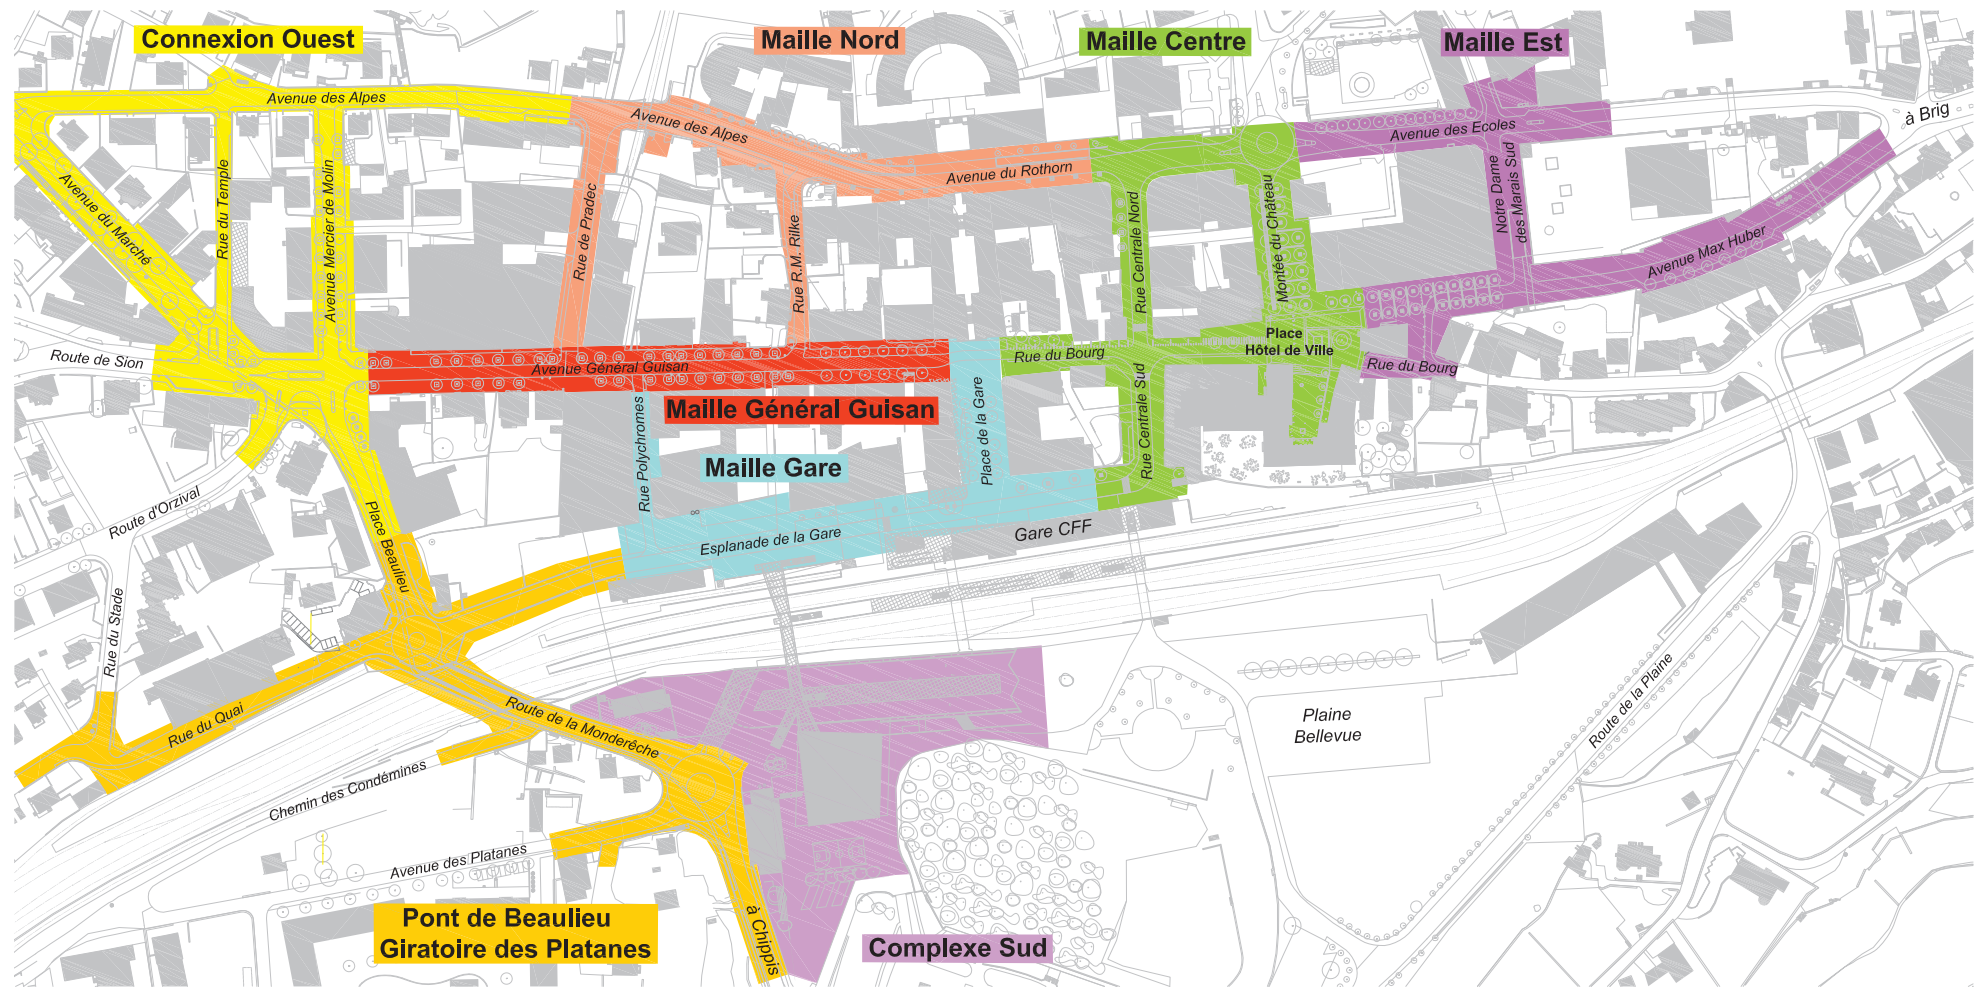 Connexion Ouest
Maille Nord
Maille Centre
Maille Est
Avenue des Alpes
Avenue des Alpes
Avenue du Rothorn
Avenue des Ecoles
à Brig
Avenue du Marché
Rue du Temple
Avenue Mercier de Molin
Rue de Pradec
Rue R.M. Rilke
Rue Centrale Nord
Montée du Château
Notre Dame
des Marais Sud
Avenue Max Huber
Route de Sion
Avenue Général Guisan
Rue du Bourg
Place
Hôtel de Ville
Rue du Bourg
Maille Général Guisan
Rue Polychromes
Maille Gare
Place de la Gare
Rue Centrale Sud
Route d'Orzival
Place Beaulieu
Esplanade de la Gare
Gare CFF
Rue du Stade
Rue du Quai
Route de la Monderêche
Plaine
Bellevue
Route de la Plaine
Chemin des Condémines
Avenue des Platanes
Pont de Beaulieu
Giratoire des Platanes
à Chippis
Complexe Sud